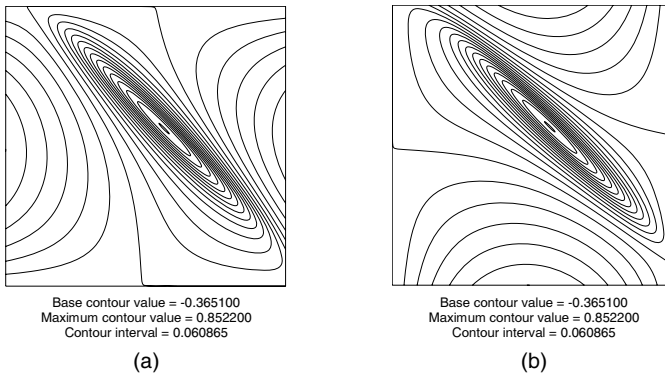 Base contour value = -0.365100
Maximum contour value = 0.852200
Contour interval = 0.060865
(a)
Base contour value = -0.365100
Maximum contour value = 0.852200
Contour interval = 0.060865
(b)